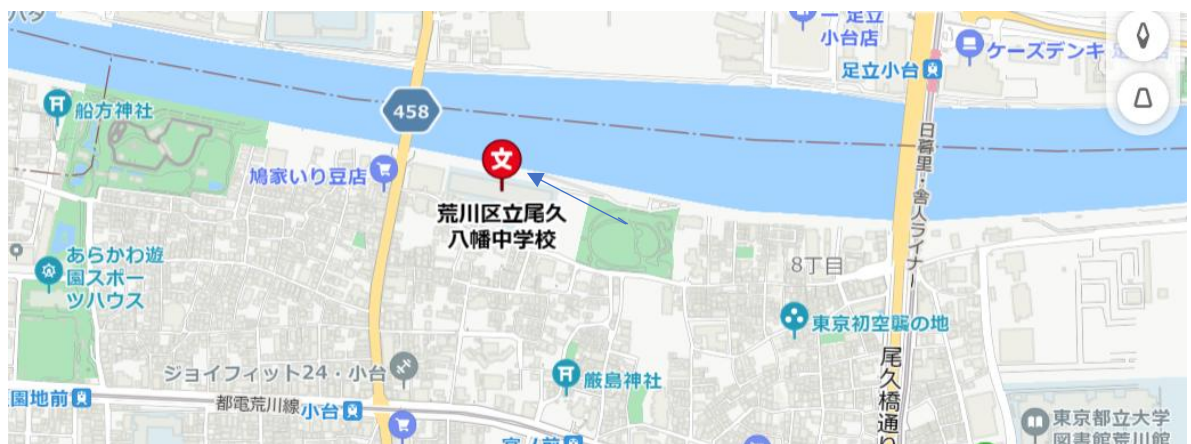 足立
小台店
ケーズデンキ
足立小台
船方神社
458
文
鳩家いり豆店
荒川区立尾久
八幡中学校
日暮里・舎人ライナー
あらかわ遊
園スポー
ツハウス
8丁目
東京初空襲の地
ジョイフィット24・小台
厳島神社
尾久橋通り
園地前
都電荒川線
小台
宮ノ前
東京都立大学
図書館荒川館